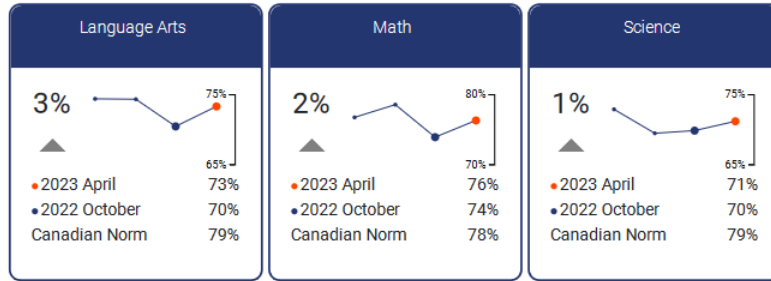 Language Arts
3%
75%
65%
2023 April 73%
2022 October 70%
Canadian Norm 79%
Math
2%
80%
70%
2023 April 76%
2022 October 74%
Canadian Norm 78%
Science
1%
75%
65%
2023 April 71%
2022 October 70%
Canadian Norm 79%